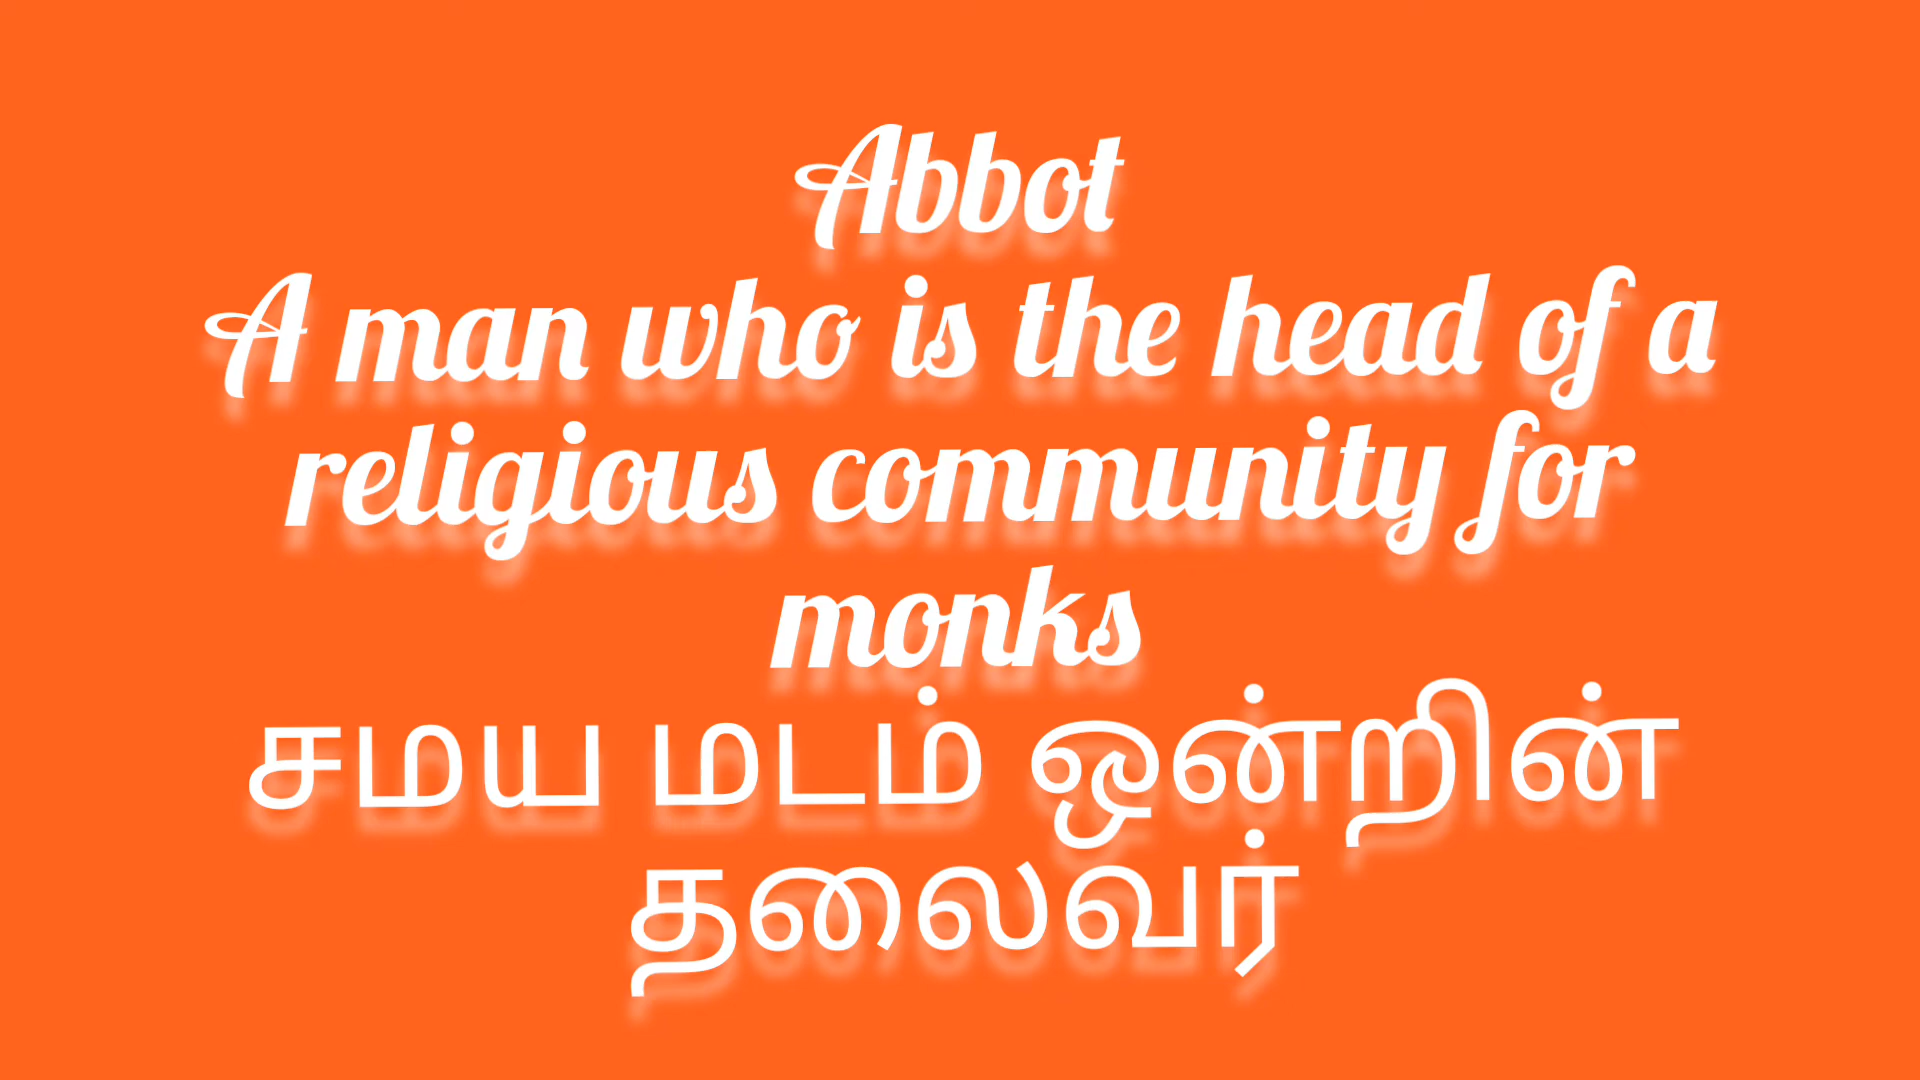 Abbot
A man who is the head of a
religious community for
monks
சமய மடம் ஒன்றின்
தலைவர்